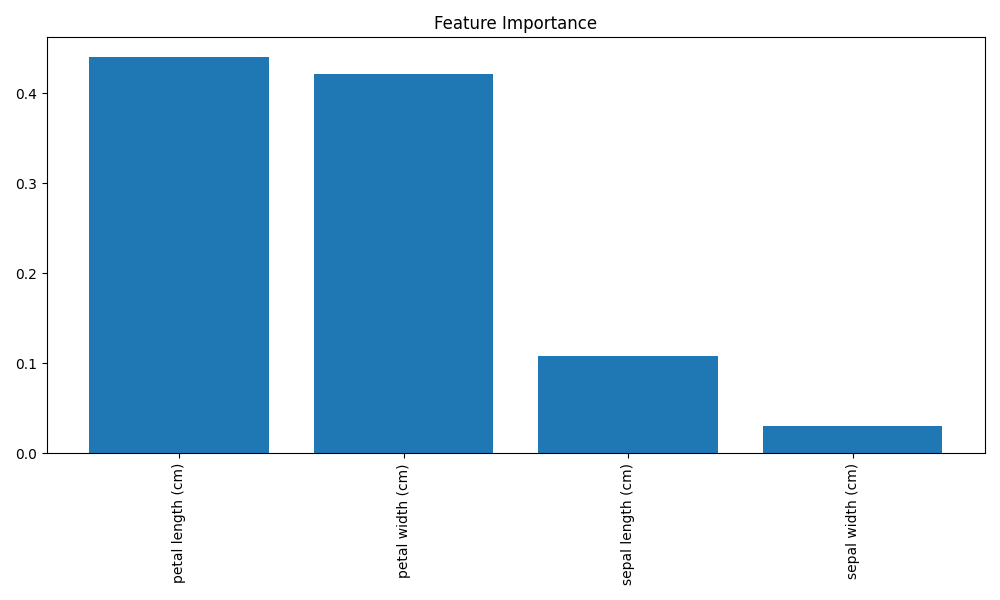 Feature Importance
0.4
0.3
0.2
0.1
0.0
petal length (cm)
petal width (cm)
sepal length (cm)
sepal width (cm)